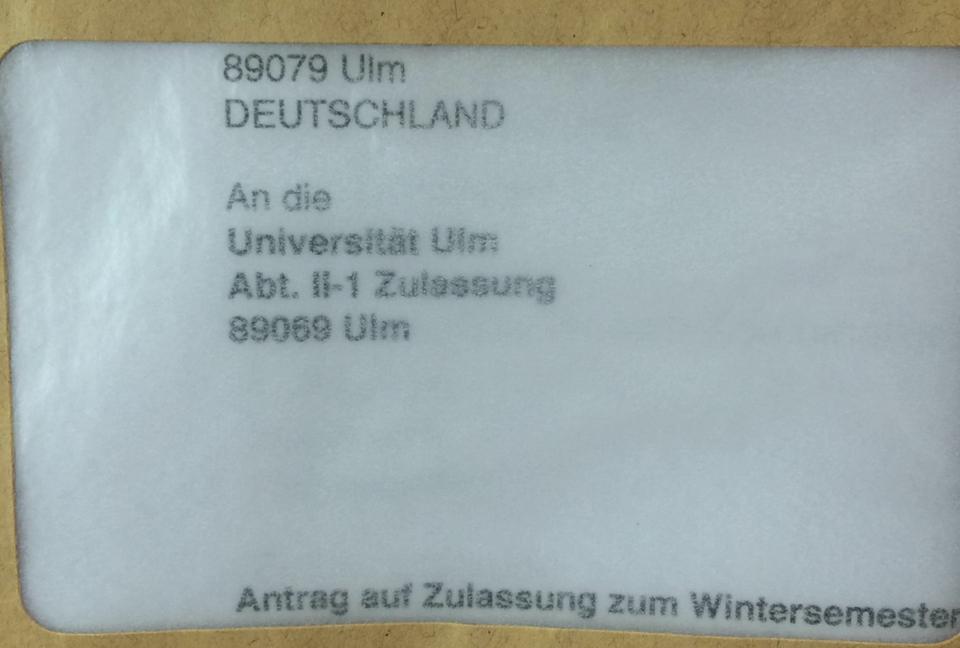 89079 Ulm
DEUTSCHLAND
An die
Universität Ulm
Abt. II-1 Zulassung
89069 Ulm
Antrag auf Zulassung zum Wintersemester